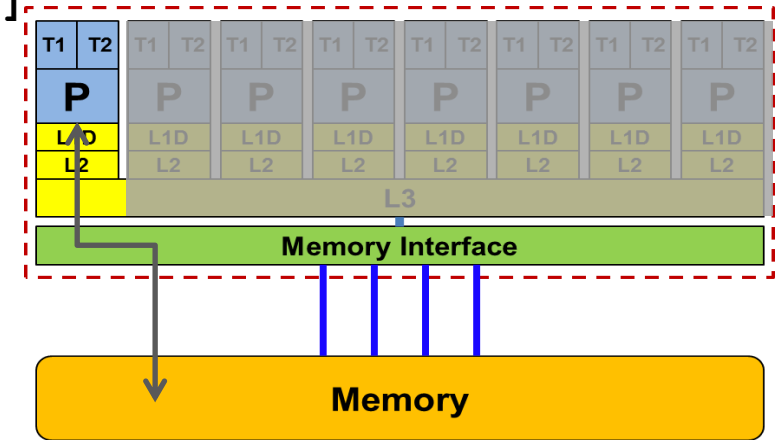 ]
T1 T2 T1 T2 T1 T2 T1 T2 T1 T2 T1 T2 T1 T2 T1 T2
P P P P P P P P
L1D L1D L1D L1D L1D L1D L1D L1D
L2 L2 L2 L2 L2 L2 L2 L2
L3
Memory Interface
Memory